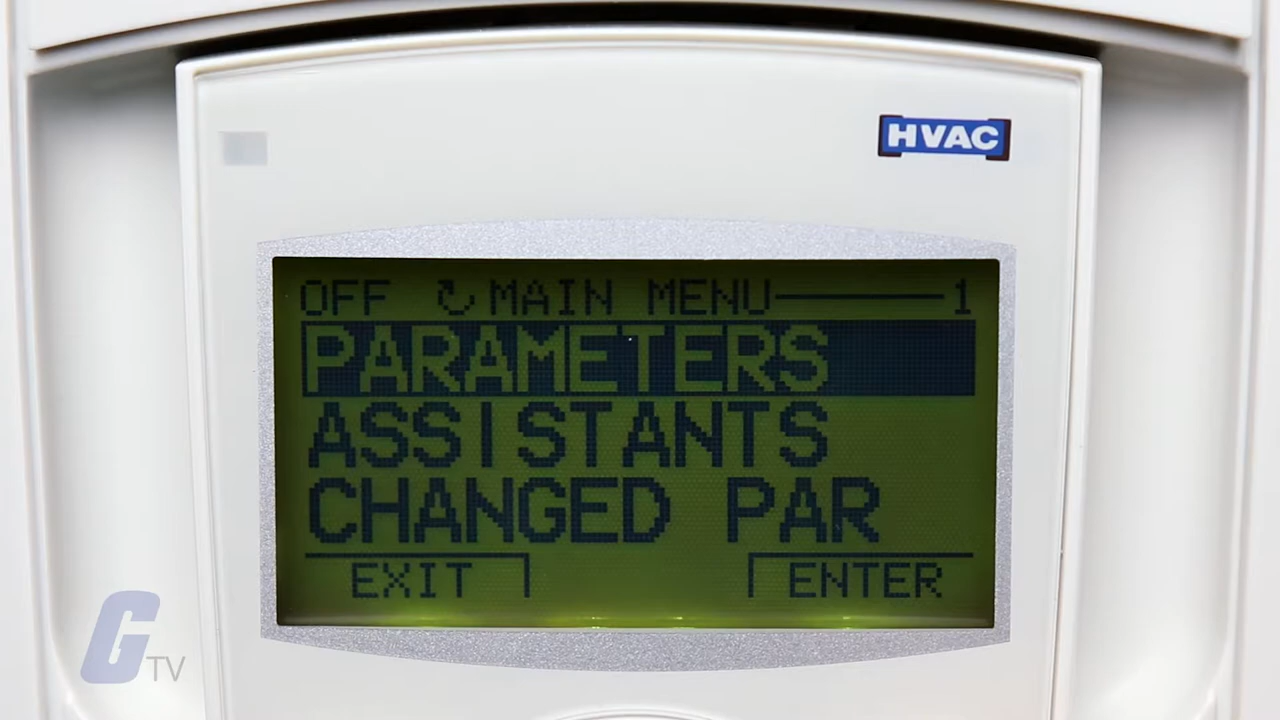 HVAC
OFF ↻ MAIN MENU 1
PARAMETERS
ASSISTANTS
CHANGED PAR
EXIT ENTER
G TV